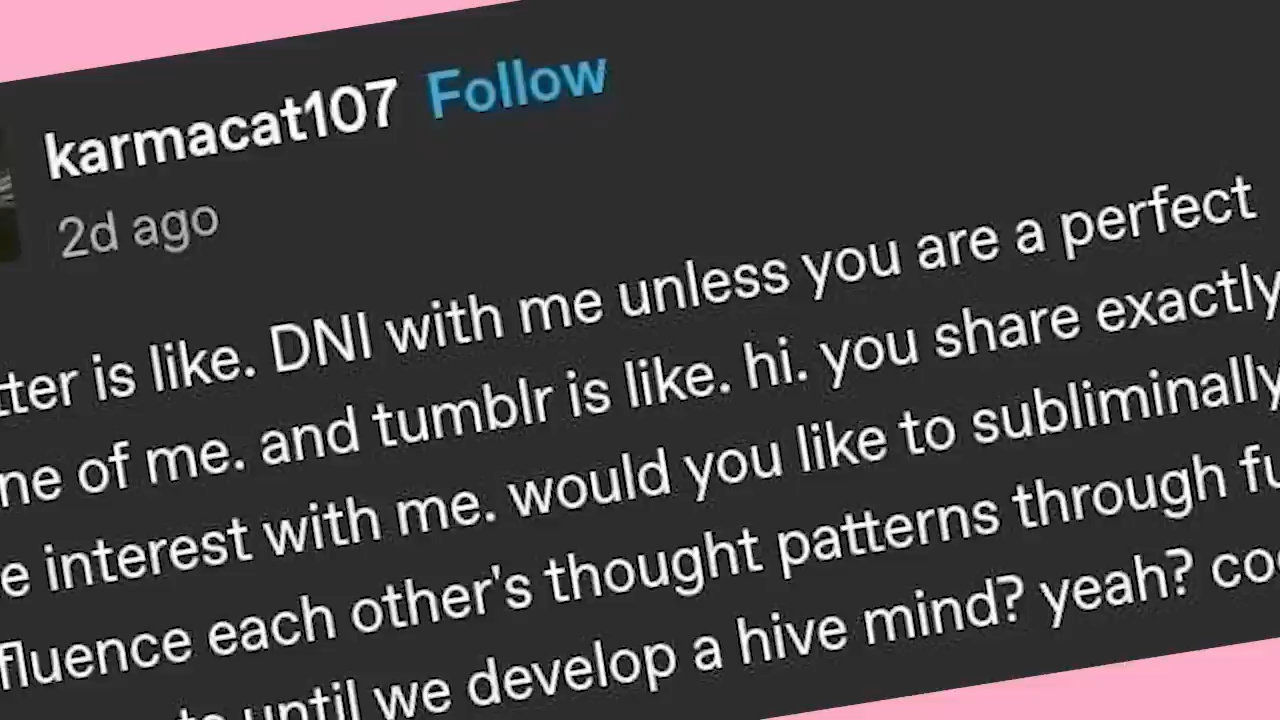 karmacat107 Follow
2d ago
tter is like. DNI with me unless you are a perfect
ne of me. and tumblr is like. hi. you share exactly
e interest with me. would you like to subliminally
fluence each other's thought patterns through fu
until we develop a hive mind? yeah? coo